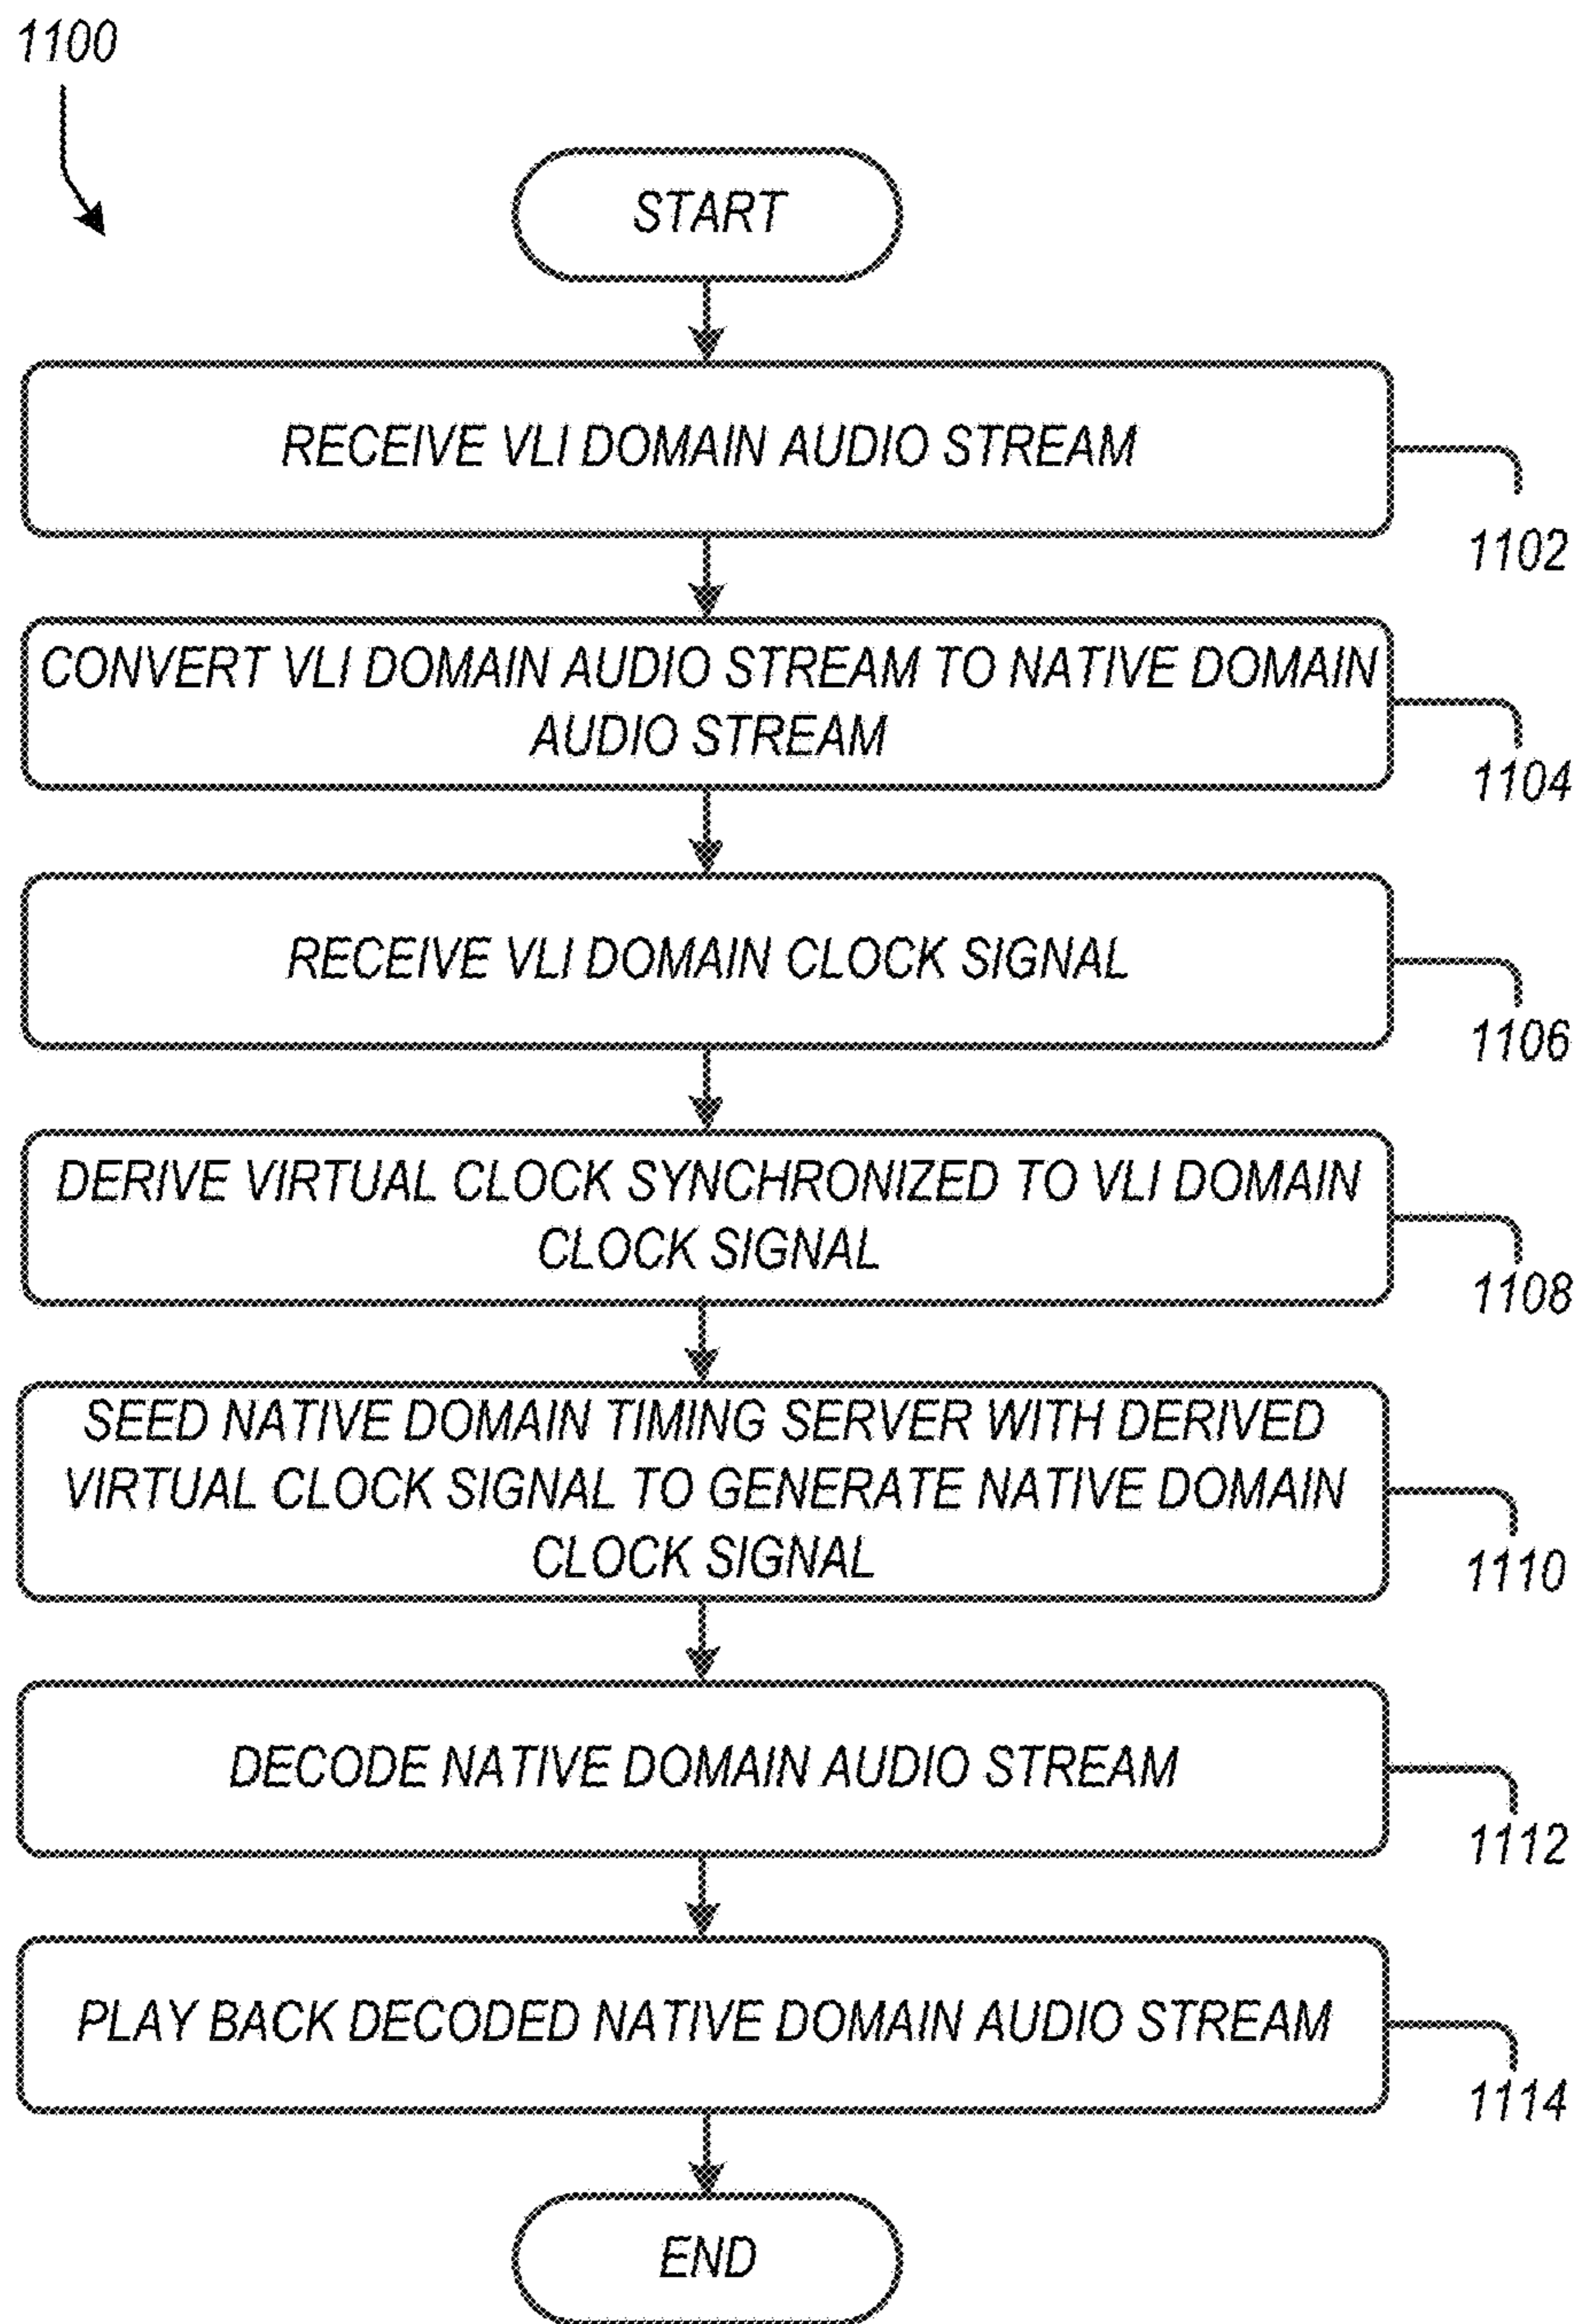 1100
START
RECEIVE VLI DOMAIN AUDIO STREAM
1102
CONVERT VLI DOMAIN AUDIO STREAM TO NATIVE DOMAIN
AUDIO STREAM
1104
RECEIVE VLI DOMAIN CLOCK SIGNAL
1106
DERIVE VIRTUAL CLOCK SYNCHRONIZED TO VLI DOMAIN
CLOCK SIGNAL
1108
SEED NATIVE DOMAIN TIMING SERVER WITH DERIVED
VIRTUAL CLOCK SIGNAL TO GENERATE NATIVE DOMAIN
CLOCK SIGNAL
1110
DECODE NATIVE DOMAIN AUDIO STREAM
1112
PLAY BACK DECODED NATIVE DOMAIN AUDIO STREAM
1114
END